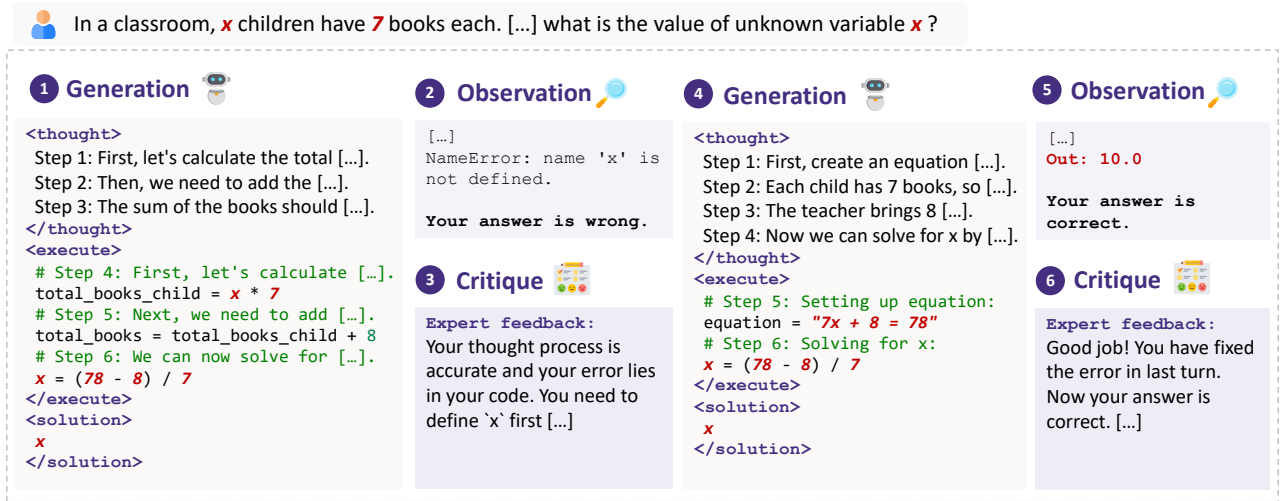 In a classroom, x children have 7 books each. […] what is the value of unknown variable x ?
1 Generation
<thought>
Step 1: First, let's calculate the total […].
Step 2: Then, we need to add the […].
Step 3: The sum of the books should […].
</thought>
<execute>
# Step 4: First, let's calculate […].
total_books_child = x * 7
# Step 5: Next, we need to add […].
total_books = total_books_child + 8
# Step 6: We can now solve for […].
x = (78 - 8) / 7
</execute>
<solution>
x
</solution>
2 Observation
[…]
NameError: name 'x' is
not defined.
Your answer is wrong.
3 Critique
Expert feedback:
Your thought process is
accurate and your error lies
in your code. You need to
define `x` first […]
4 Generation
<thought>
Step 1: First, create an equation […].
Step 2: Each child has 7 books, so […].
Step 3: The teacher brings 8 […].
Step 4: Now we can solve for x by […].
</thought>
<execute>
# Step 5: Setting up equation:
equation = "7x + 8 = 78"
# Step 6: Solving for x:
x = (78 - 8) / 7
</execute>
<solution>
x
</solution>
5 Observation
[…]
Out: 10.0
Your answer is
correct.
6 Critique
Expert feedback:
Good job! You have fixed
the error in last turn.
Now your answer is
correct. […]